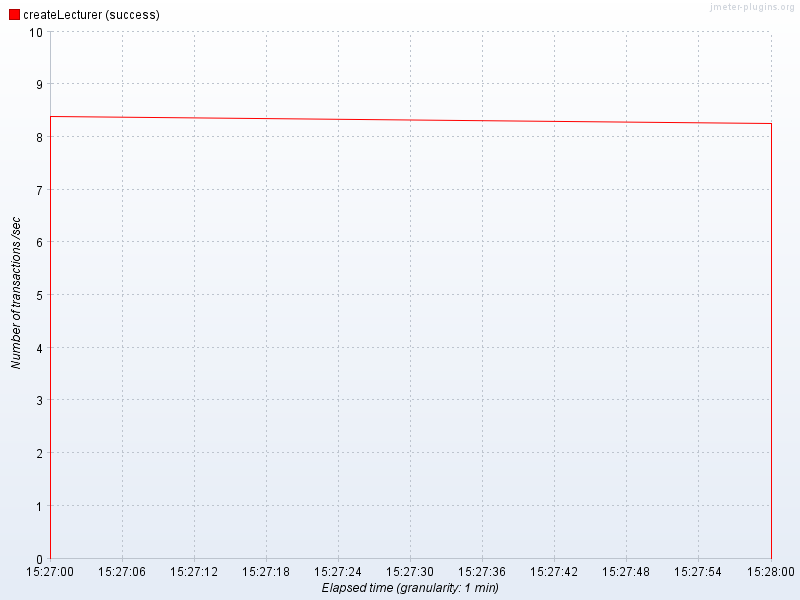 jmeter-plugins.org
createLecturer (success)
10
9
8
7
6
5
4
3
2
1
0
Number of transactions /sec
15:27:00 15:27:06 15:27:12 15:27:18 15:27:24 15:27:30 15:27:36 15:27:42 15:27:48 15:27:54 15:28:00
Elapsed time (granularity: 1 min)